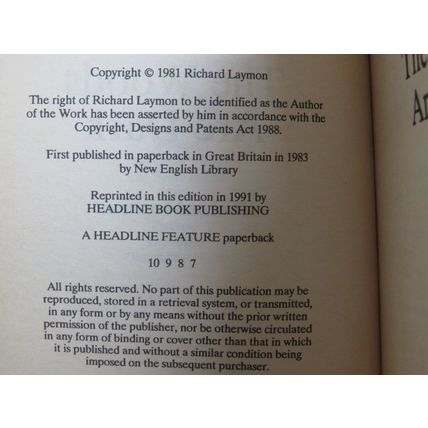 Copyright © 1981 Richard Laymon
The right of Richard Laymon to be identified as the Author
of the Work has been asserted by him in accordance with the
Copyright, Designs and Patents Act 1988.
First published in paperback in Great Britain in 1983
by New English Library
Reprinted in this edition in 1991 by
HEADLINE BOOK PUBLISHING
A HEADLINE FEATURE paperback
10 9 8 7
All rights reserved. No part of this publication may be
reproduced, stored in a retrieval system, or transmitted,
in any form or by any means without the prior written
permission of the publisher, nor be otherwise circulated
in any form of binding or cover other than that in which
it is published and without a similar condition being
imposed on the subsequent purchaser.
The